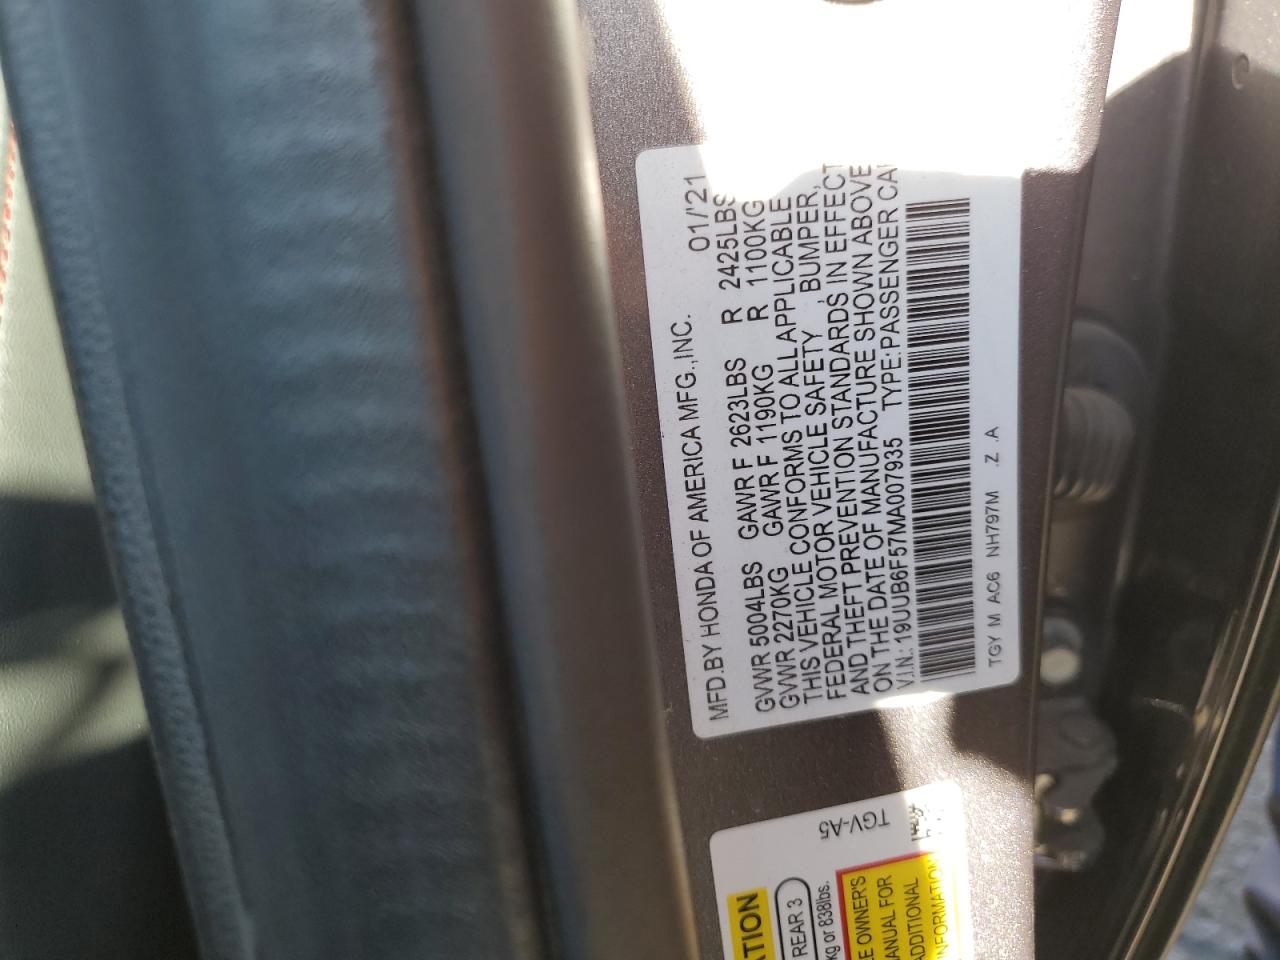 MFD.BY HONDA OF AMERICA MFG.,INC. 01/'21
GVWR 5004LBS GAWR F 2623LBS R 2425LBS
GVWR 2270KG GAWR F 1190KG R 1100KG
THIS VEHICLE CONFORMS TO ALL APPLICABLE
FEDERAL MOTOR VEHICLE SAFETY , BUMPER,
AND THEFT PREVENTION STANDARDS IN EFFECT
ON THE DATE OF MANUFACTURE SHOWN ABOVE
V.I.N.: 19UUB6F57MA007935 TYPE:PASSENGER CA
TGY M AC6 NH797M .Z .A
TGV-A5
REAR 3
kg or 838lbs.
OWNER'S
MANUAL FOR
ADDITIONAL
INFORMATION